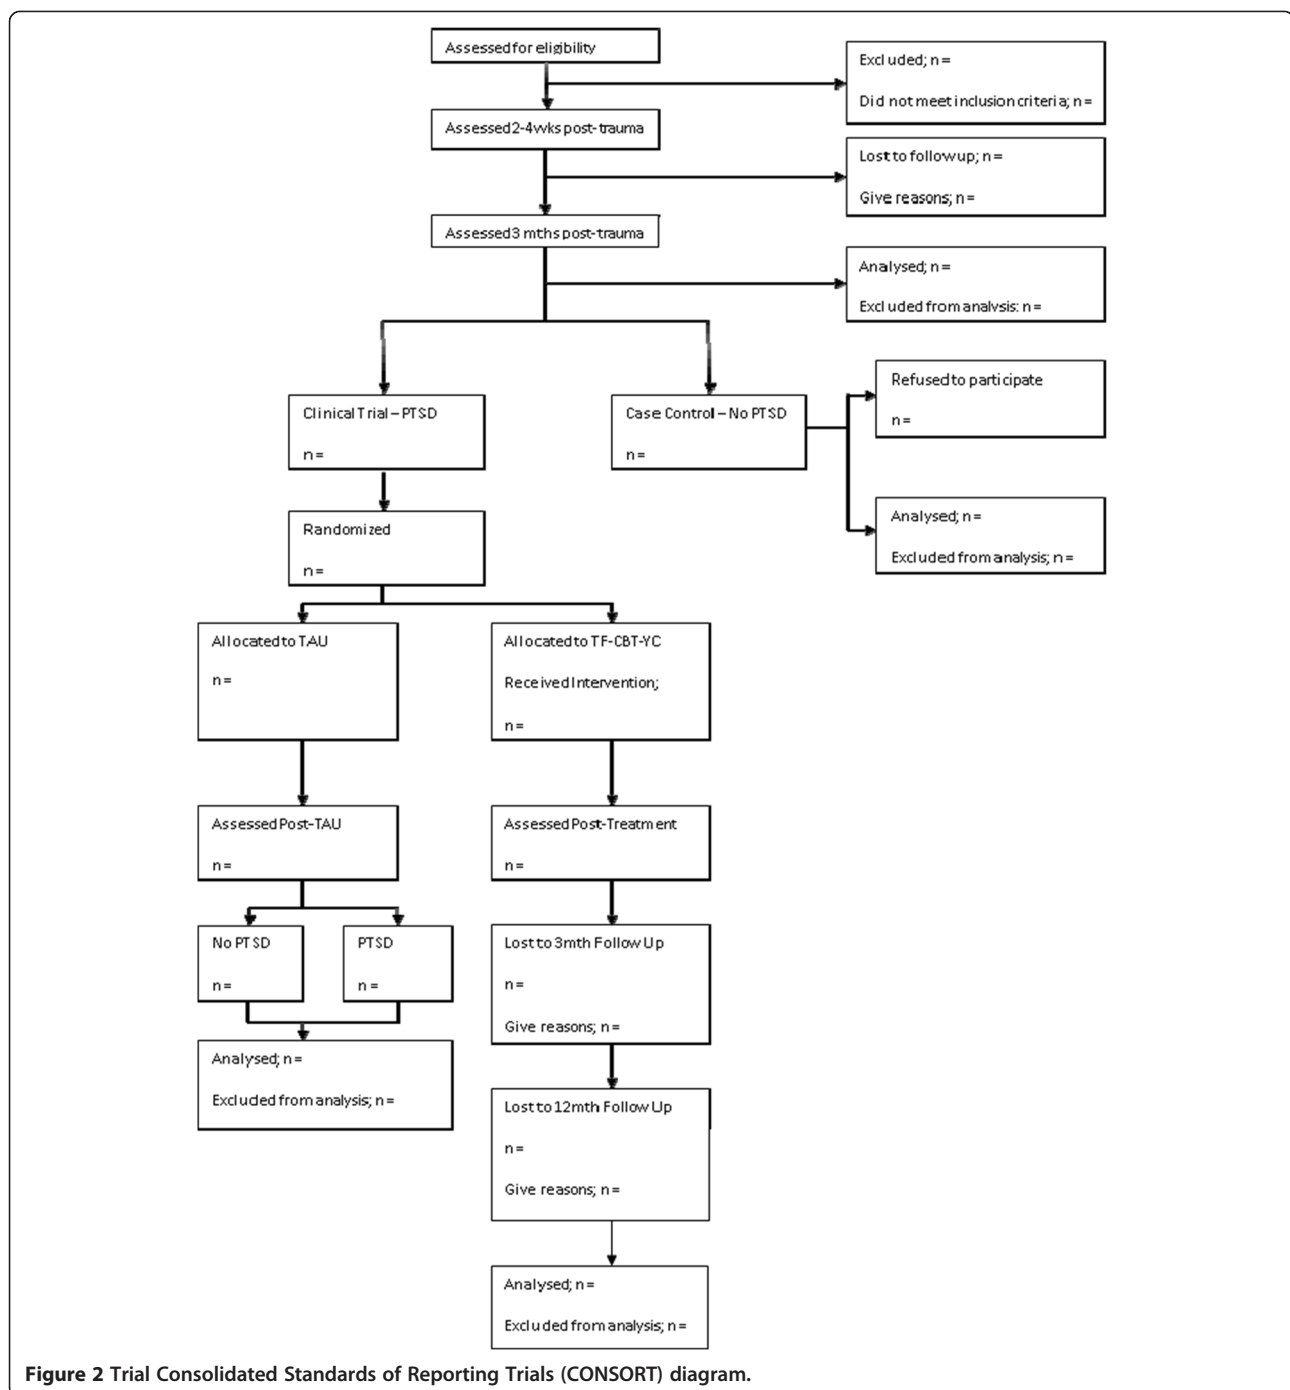 Assessed for eligibility
Excluded; n=
Did not meet inclusion criteria; n=
Assessed 2-4wks post-trauma
Lost to follow up; n=
Give reasons; n=
Assessed 3 mths post-trauma
Analysed; n=
Excluded from analysis: n=
Clinical Trial – PTSD
n=
Case Control – No PTSD
n=
Refused to participate
n=
Analysed; n=
Excluded from analysis; n=
Randomized
n=
Allocated to TAU
n=
Allocated to TF-CBT-YC
Received Intervention;
n=
Assessed Post-TAU
n=
Assessed Post-Treatment
n=
No PTSD
n=
PTSD
n=
Lost to 3mth Follow Up
n=
Give reasons; n=
Analysed; n=
Excluded from analysis; n=
Lost to 12mth Follow Up
n=
Give reasons; n=
Analysed; n=
Excluded from analysis; n=
Figure 2 Trial Consolidated Standards of Reporting Trials (CONSORT) diagram.